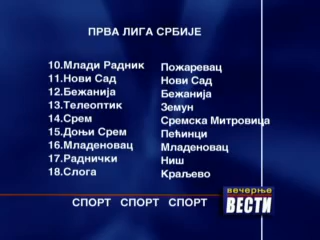 ПРВА ЛИГА СРБИЈЕ
10.Млади Радник Пожаревац
11.Нови Сад Нови Сад
12.Бежанија Бежанија
13.Телеоптик Земун
14.Срем Сремска Митровица
15.Доњи Срем Пећинци
16.Младеновац Младеновац
17.Раднички Ниш
18.Слога Краљево
вечерње
ВЕСТИ
СПОРТ СПОРТ СПОРТ